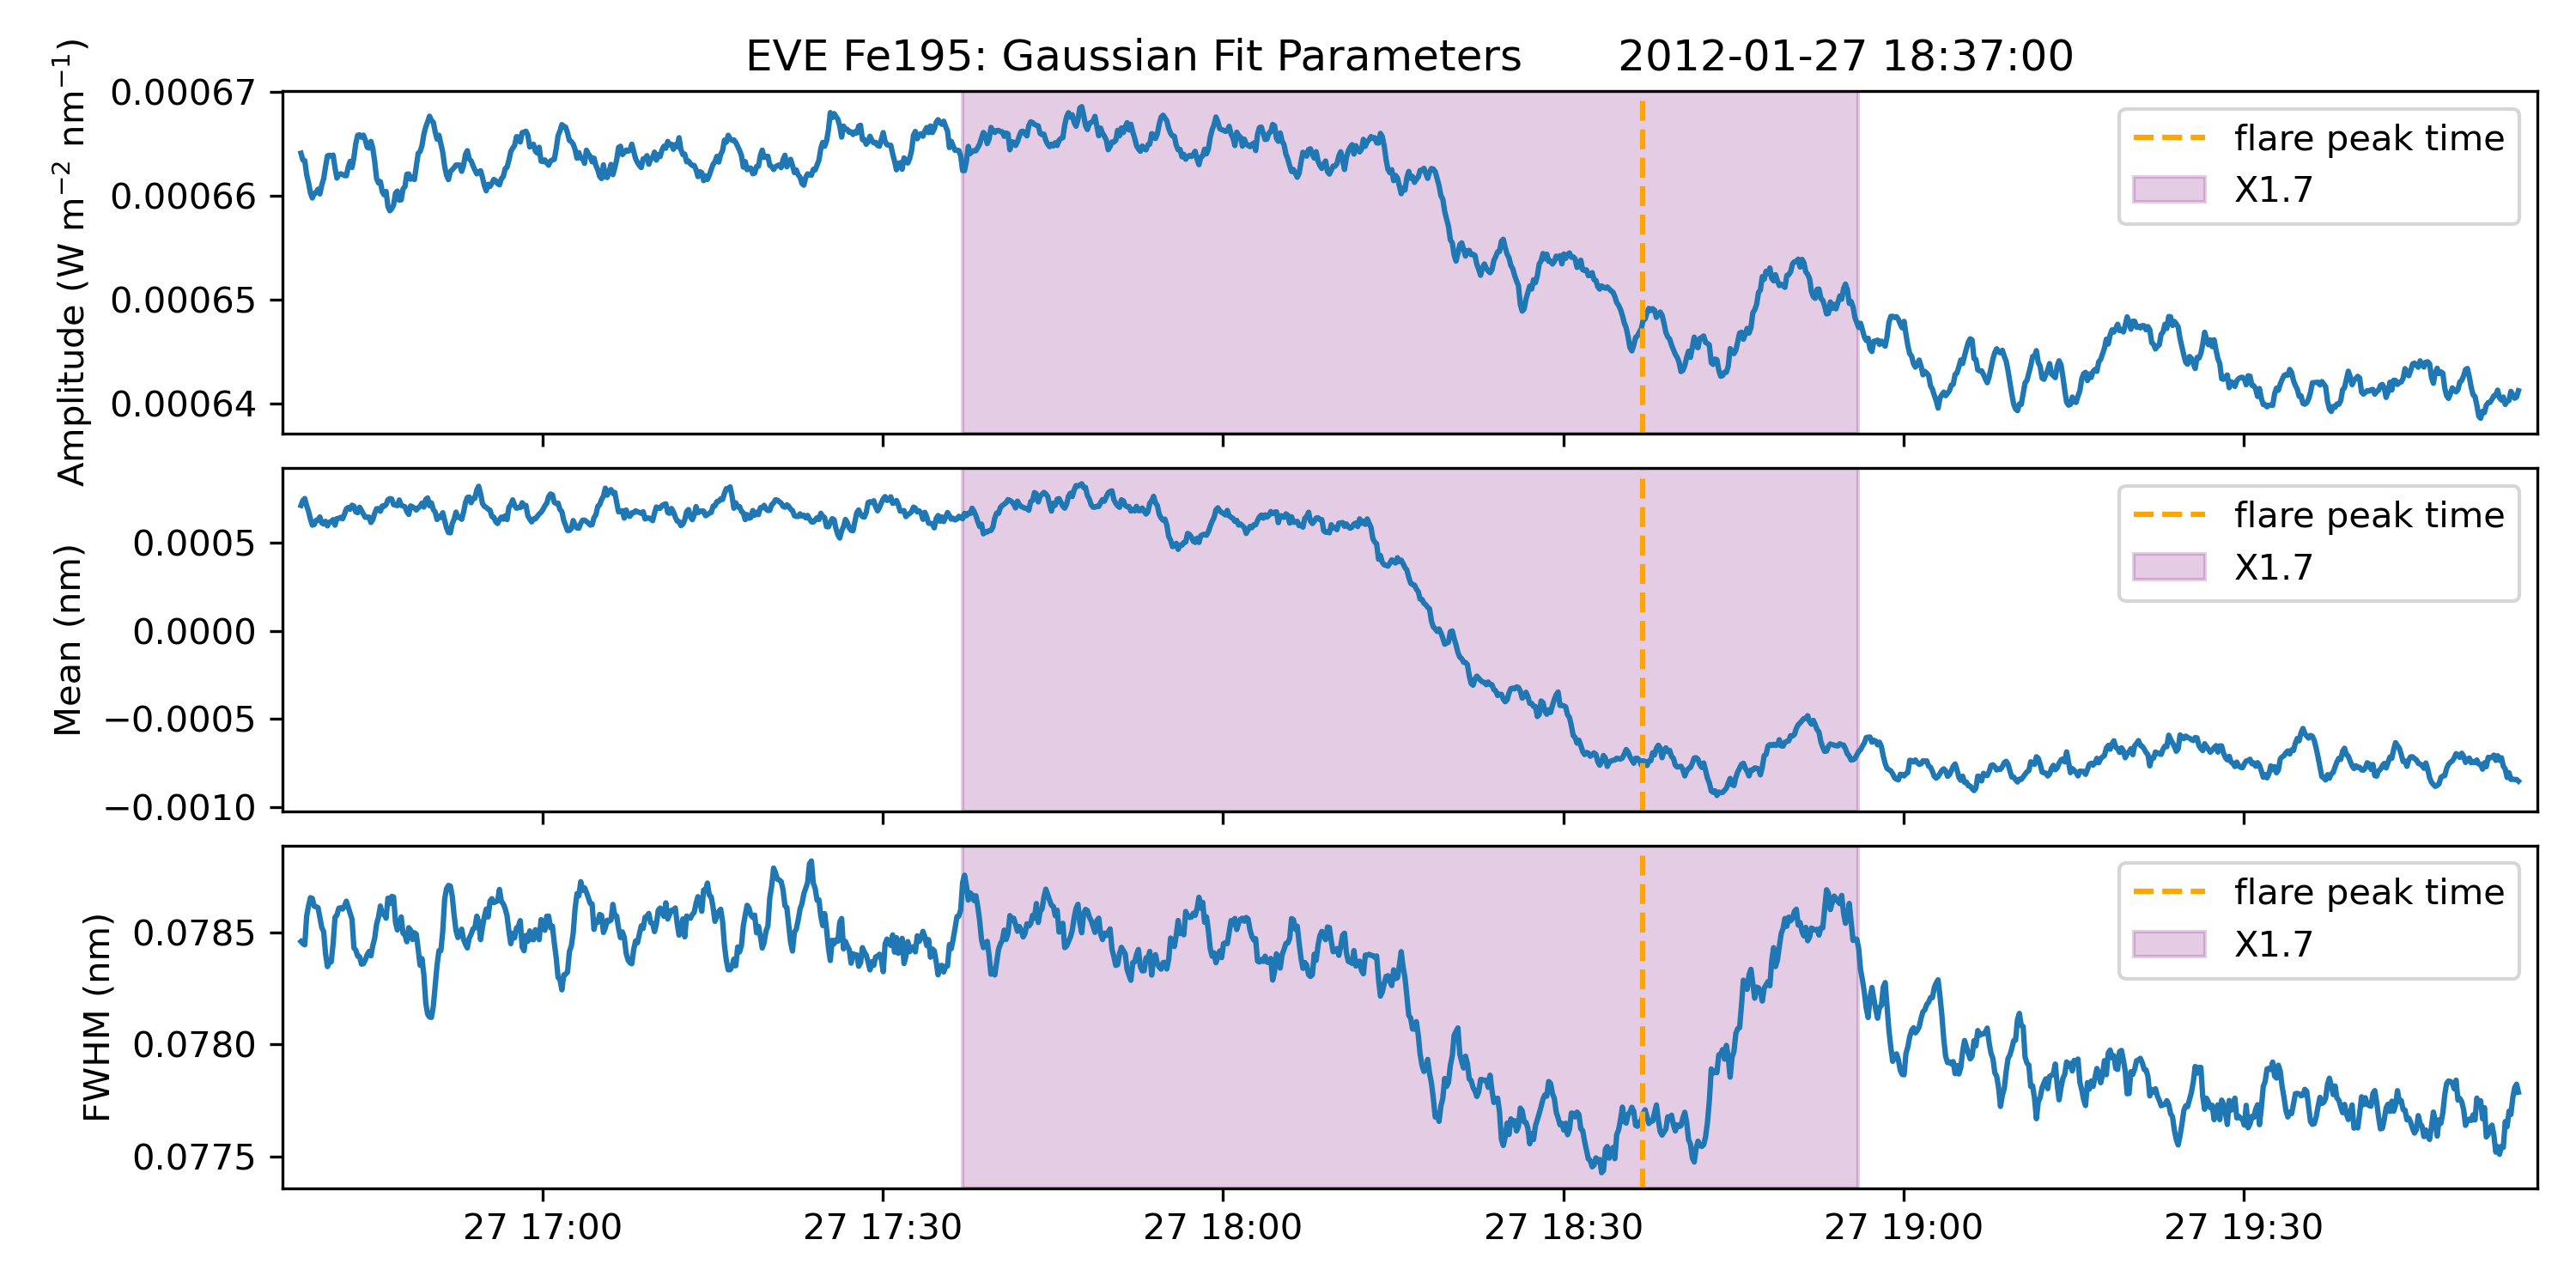 EVE Fe195: Gaussian Fit Parameters 2012-01-27 18:37:00
Amplitude (W m⁻² nm⁻¹)
0.00067
0.00066
0.00065
0.00064
flare peak time
X1.7
Mean (nm)
0.0005
0.0000
−0.0005
−0.0010
flare peak time
X1.7
FWHM (nm)
0.0785
0.0780
0.0775
flare peak time
X1.7
27 17:00 27 17:30 27 18:00 27 18:30 27 19:00 27 19:30